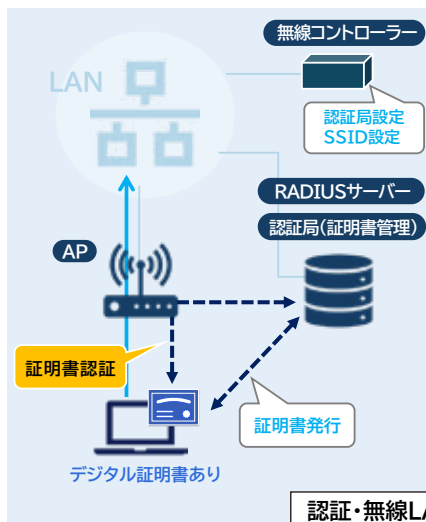 無線コントローラー
LAN
認証局設定
SSID設定
RADIUSサーバー
認証局(証明書管理)
AP
証明書認証
証明書発行
デジタル証明書あり
認証・無線LA